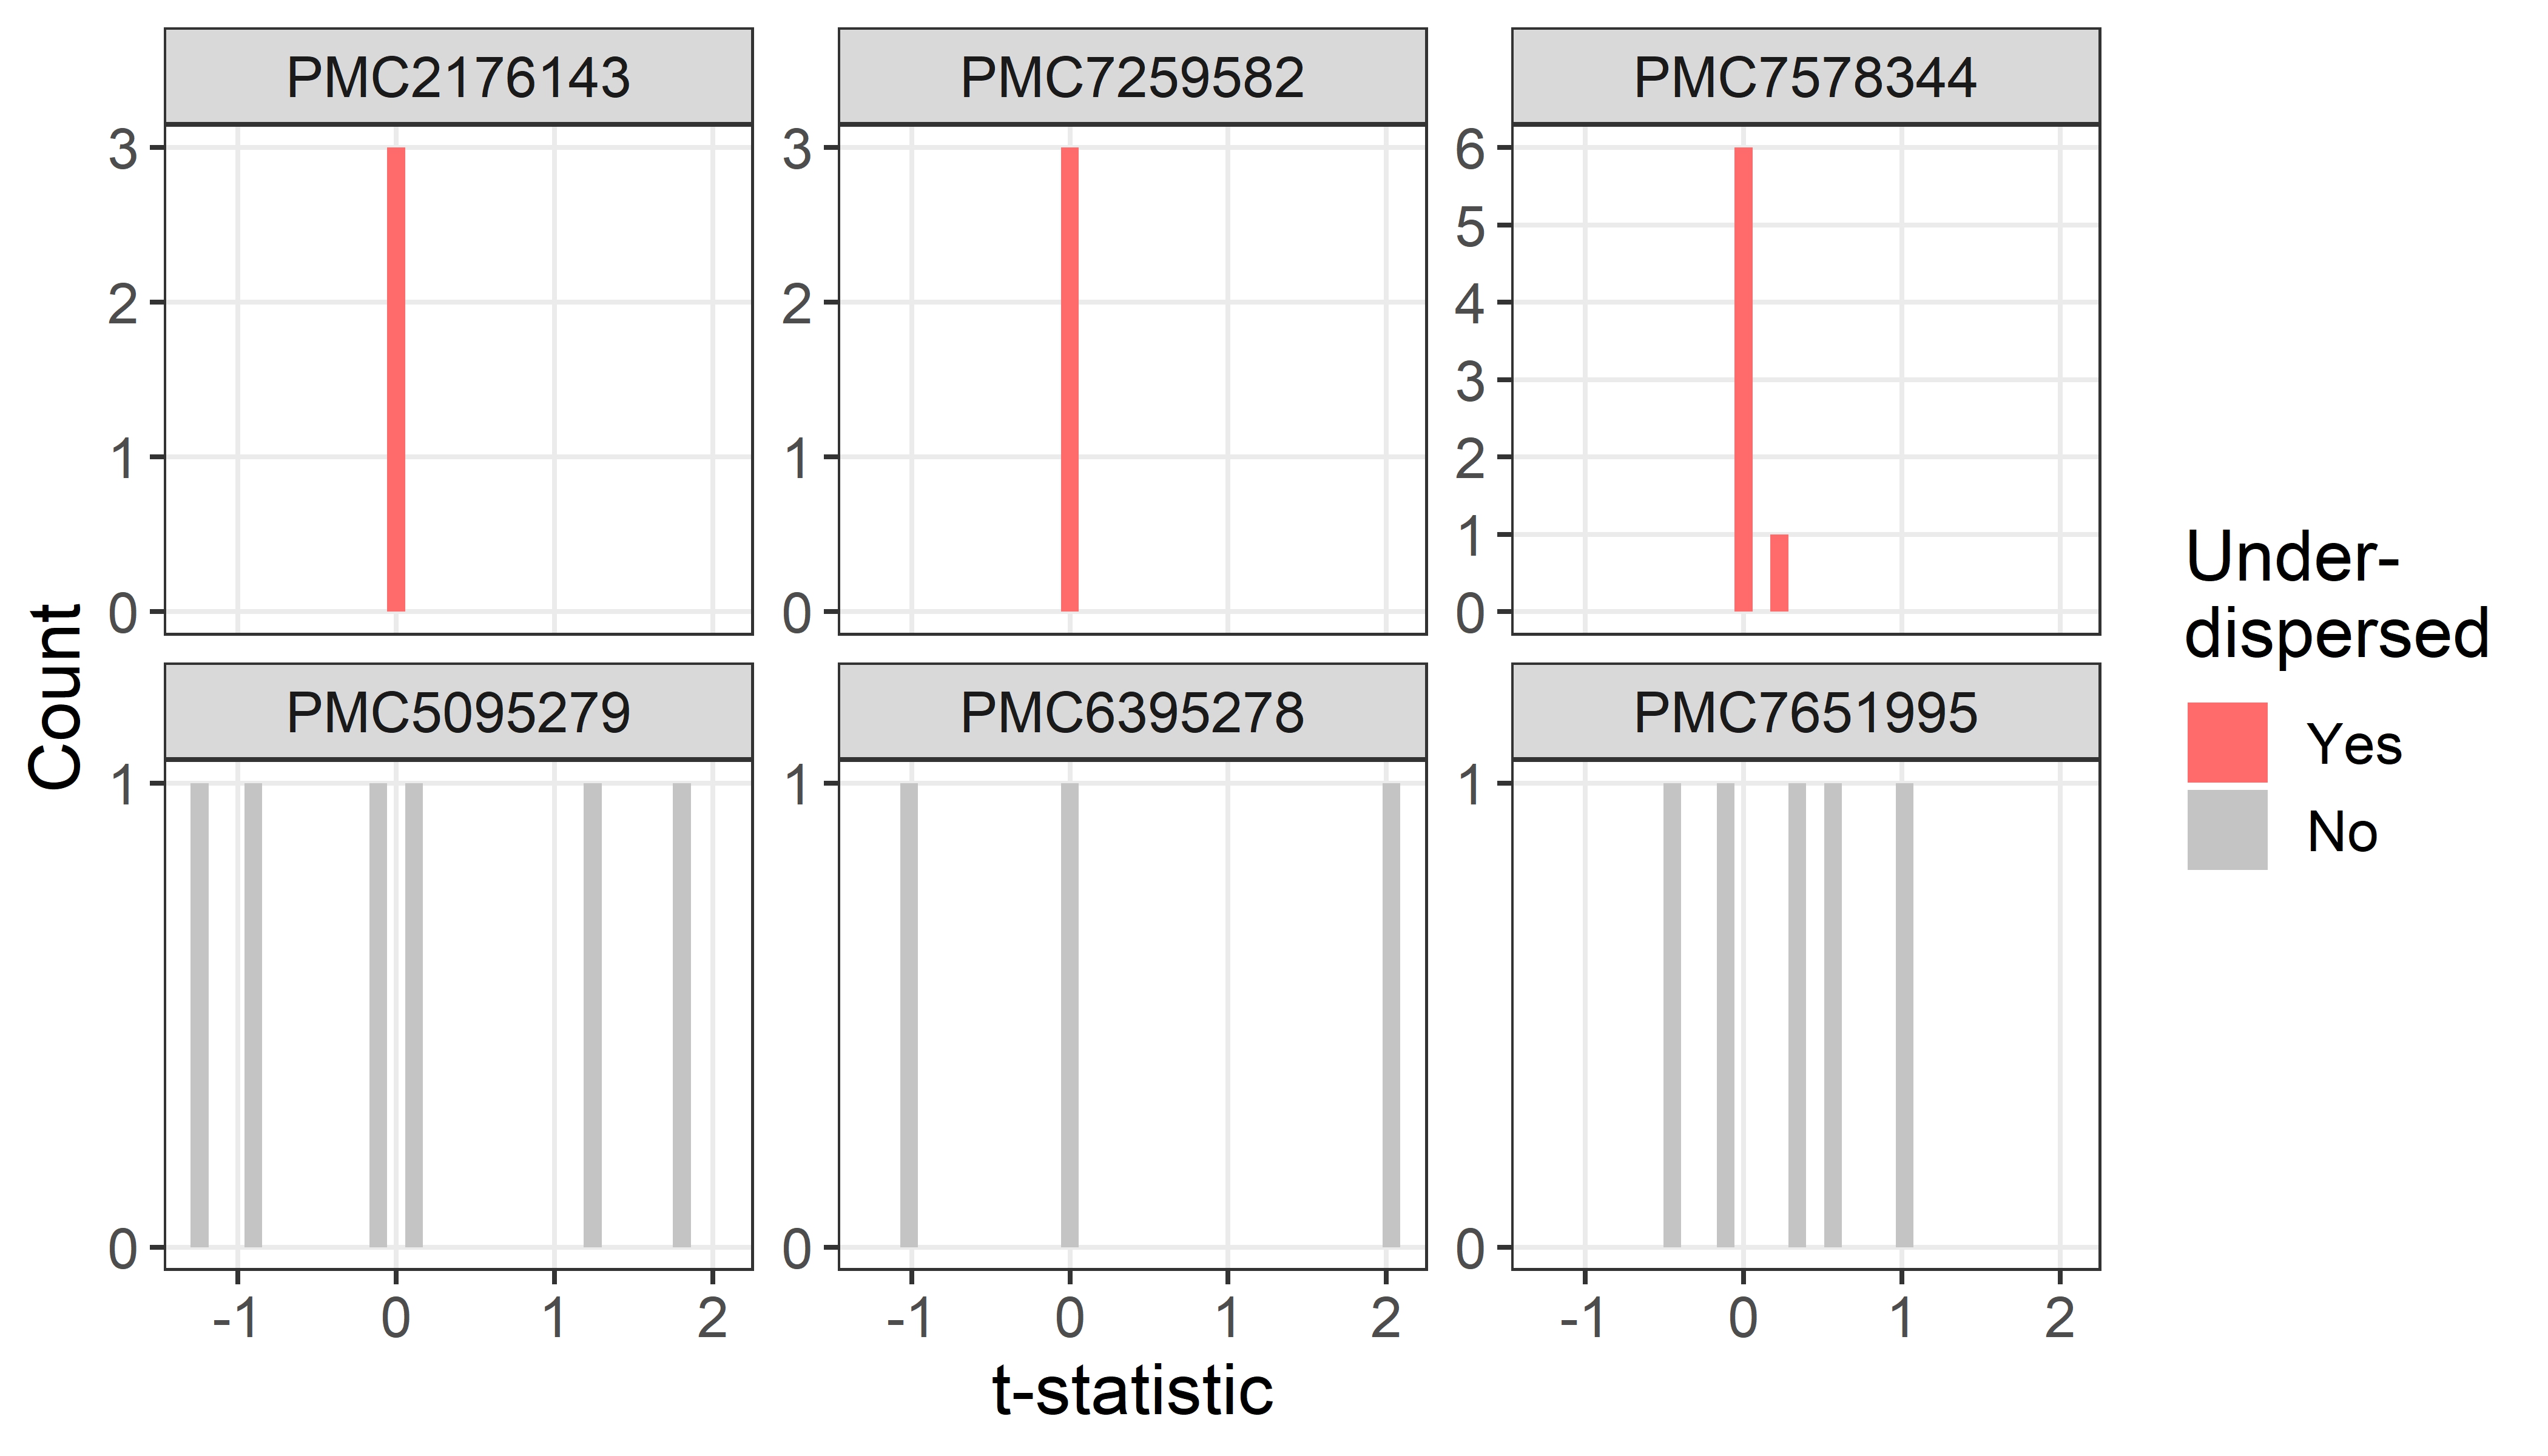 PMC2176143 PMC7259582 PMC7578344
3 3 6
5
2 2 4
3
1 1 2
1
0 0 0
Count
PMC5095279 PMC6395278 PMC7651995
1 1 1
0 0 0
-1 0 1 2 -1 0 1 2 -1 0 1 2
t-statistic
Under-
dispersed
Yes
No